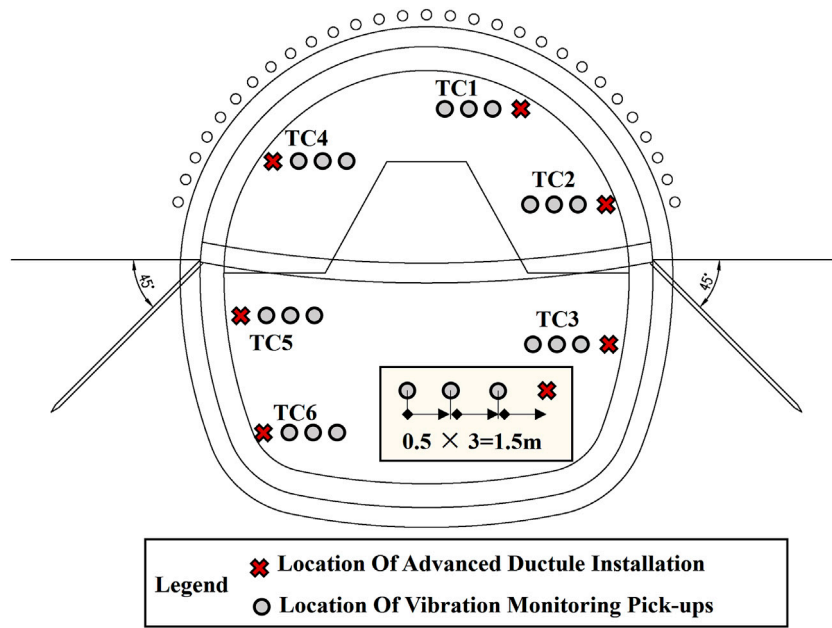 TC1
TC4
TC2
45°
45°
TC5
TC3
TC6
0.5 × 3=1.5m
Legend
Location Of Advanced Ductule Installation
Location Of Vibration Monitoring Pick-ups